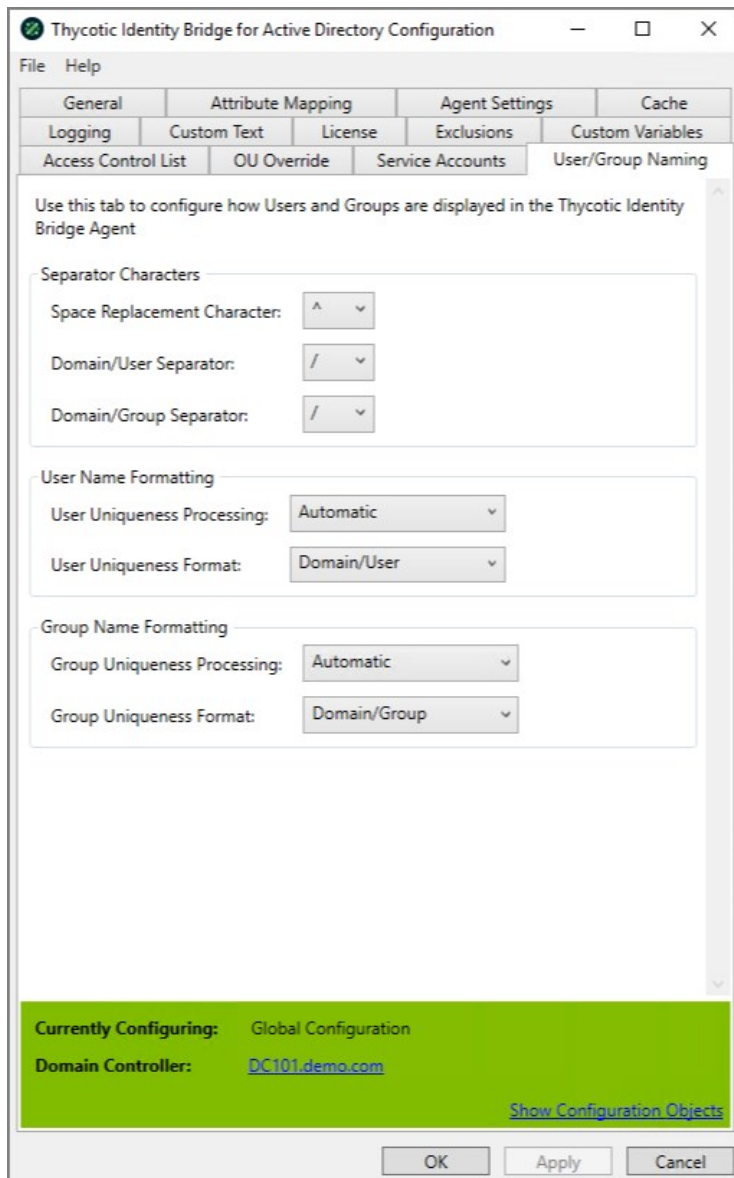 Thycotic Identity Bridge for Active Directory Configuration
File Help
General Attribute Mapping Agent Settings Cache
Logging Custom Text License Exclusions Custom Variables
Access Control List OU Override Service Accounts User/Group Naming
Use this tab to configure how Users and Groups are displayed in the Thycotic Identity
Bridge Agent
Separator Characters
Space Replacement Character: ^
Domain/User Separator: /
Domain/Group Separator: /
User Name Formatting
User Uniqueness Processing: Automatic
User Uniqueness Format: Domain/User
Group Name Formatting
Group Uniqueness Processing: Automatic
Group Uniqueness Format: Domain/Group
Currently Configuring: Global Configuration
Domain Controller: DC101.demo.com
Show Configuration Objects
OK Apply Cancel